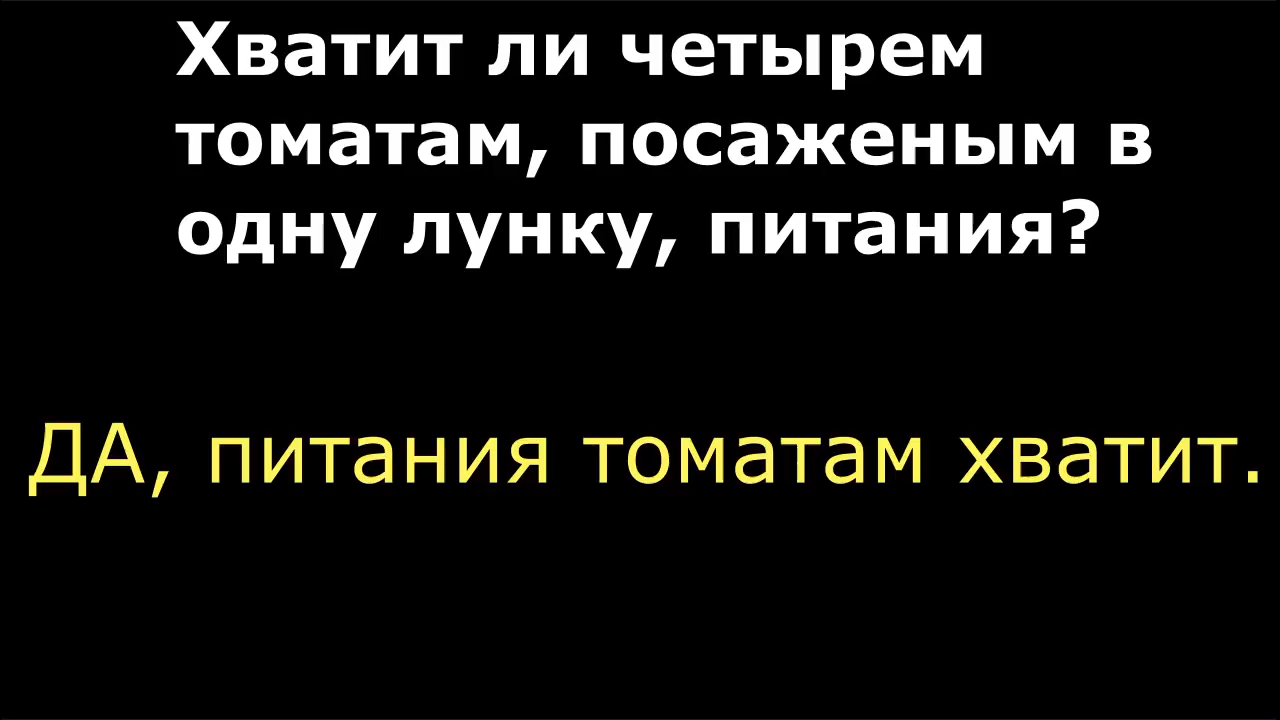 Хватит ли четырем
томатам, посаженым в
одну лунку, питания?
ДА, питания томатам хватит.